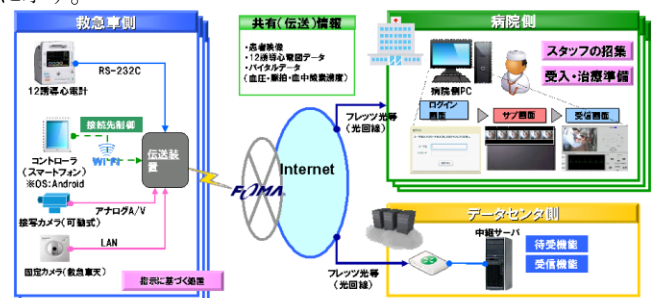 に示す。
救急車側
RS-232C
12誘導心電計
接続先制御
Wi-Fi
コントローラ
(スマートフォン)
※OS:Android
伝送装
置
アナログA/V
接写カメラ(可動式)
LAN
固定カメラ(救急車天)
指示に基づく処置
共有(伝送)情報
・患者映像
・12誘導心電図データ
・バイタルデータ
(血圧・脈拍・血中酸素濃度)
FOMA
Internet
フレッツ光等
(光回線)
フレッツ光等
(光回線)
病院側
病院側PC
スタッフの招集
受入・治療準備
ログイン
画面
サブ画面
受信画面
データセンタ側
中継サーバ
待受機能
受信機能